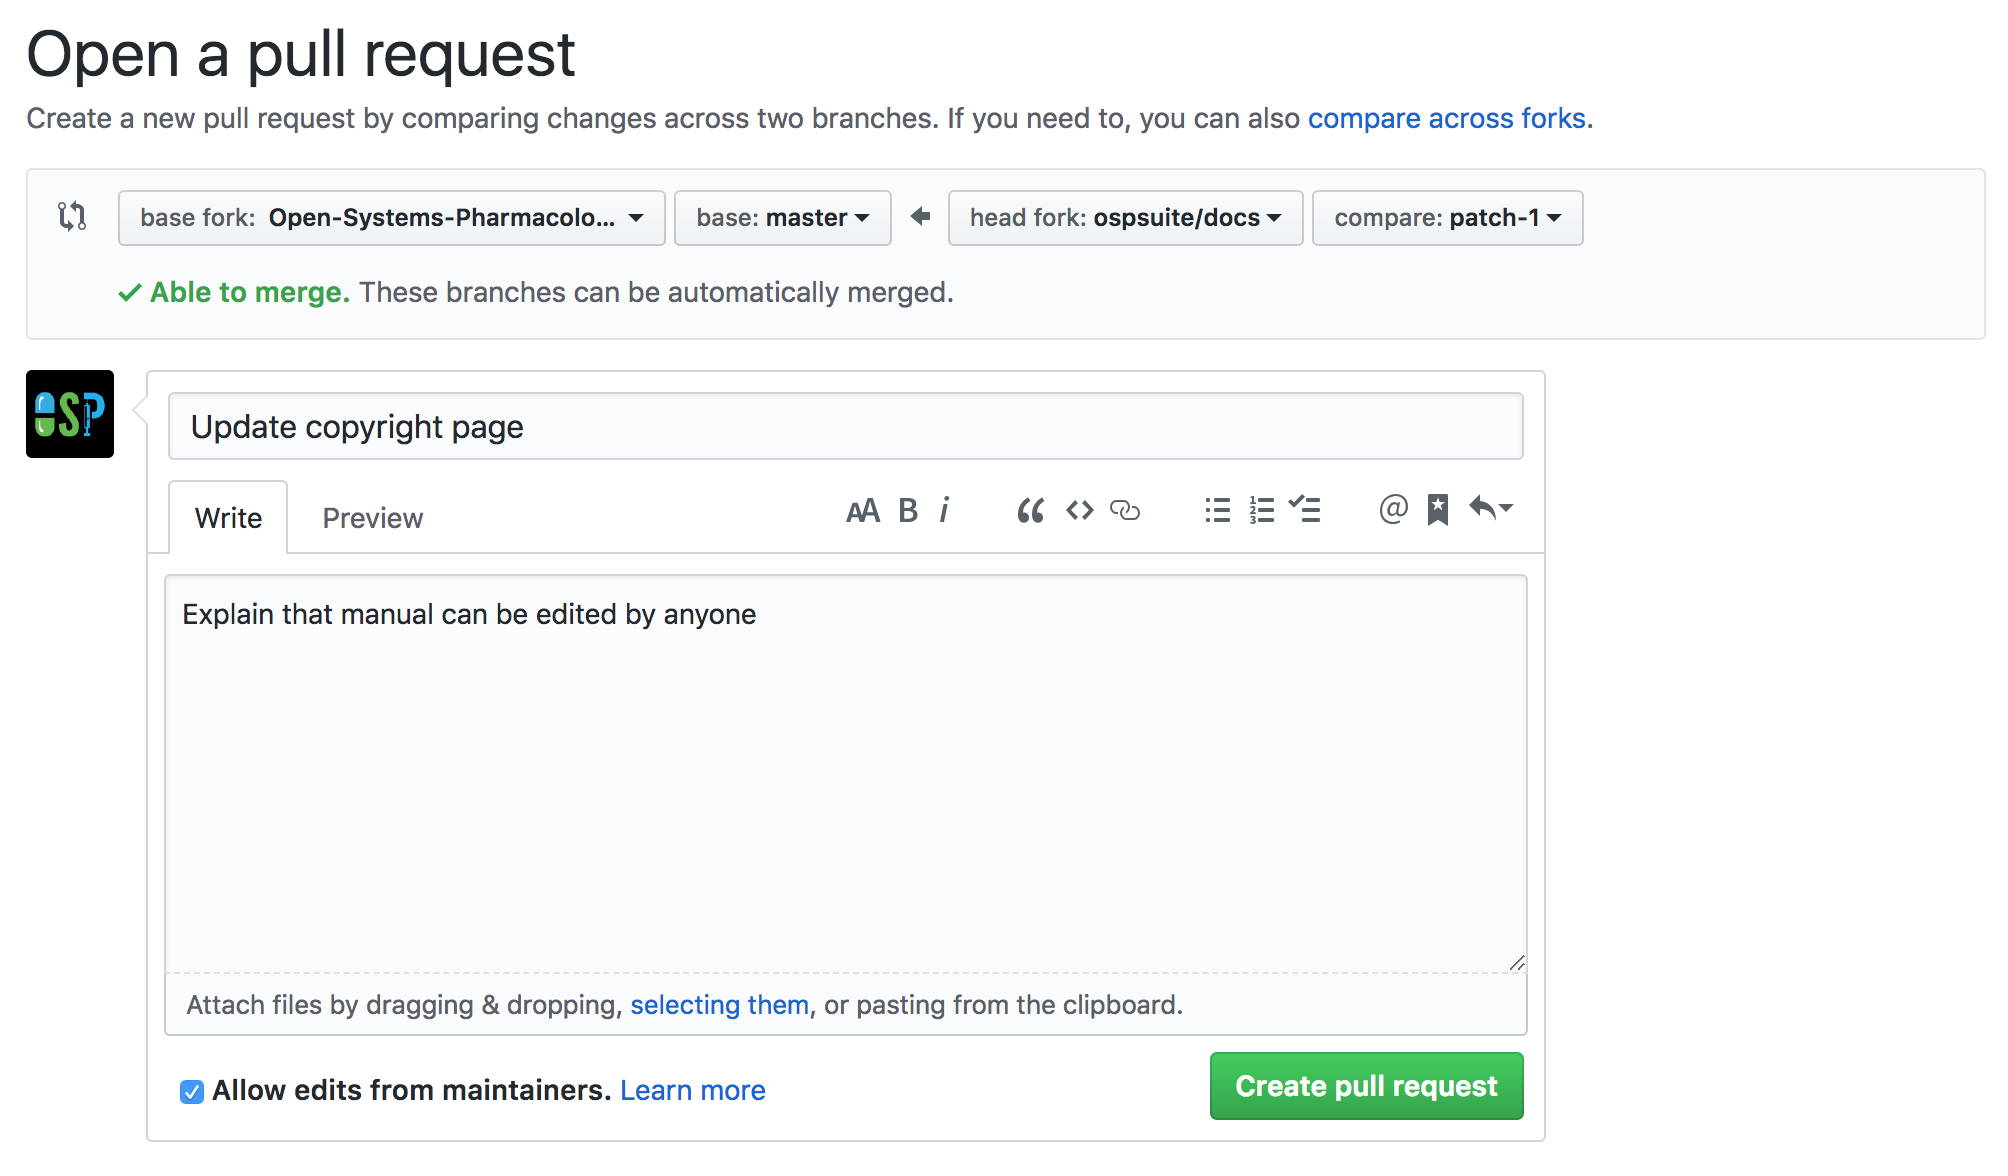 Open a pull request
Create a new pull request by comparing changes across two branches. If you need to, you can also compare across forks.
base fork: Open-Systems-Pharmacolo... base: master head fork: ospsuite/docs compare: patch-1
Able to merge. These branches can be automatically merged.
OSP
Update copyright page
Write Preview AA B i “ <> 1 2 3 @
Explain that manual can be edited by anyone
Attach files by dragging & dropping, selecting them, or pasting from the clipboard.
Allow edits from maintainers. Learn more
Create pull request